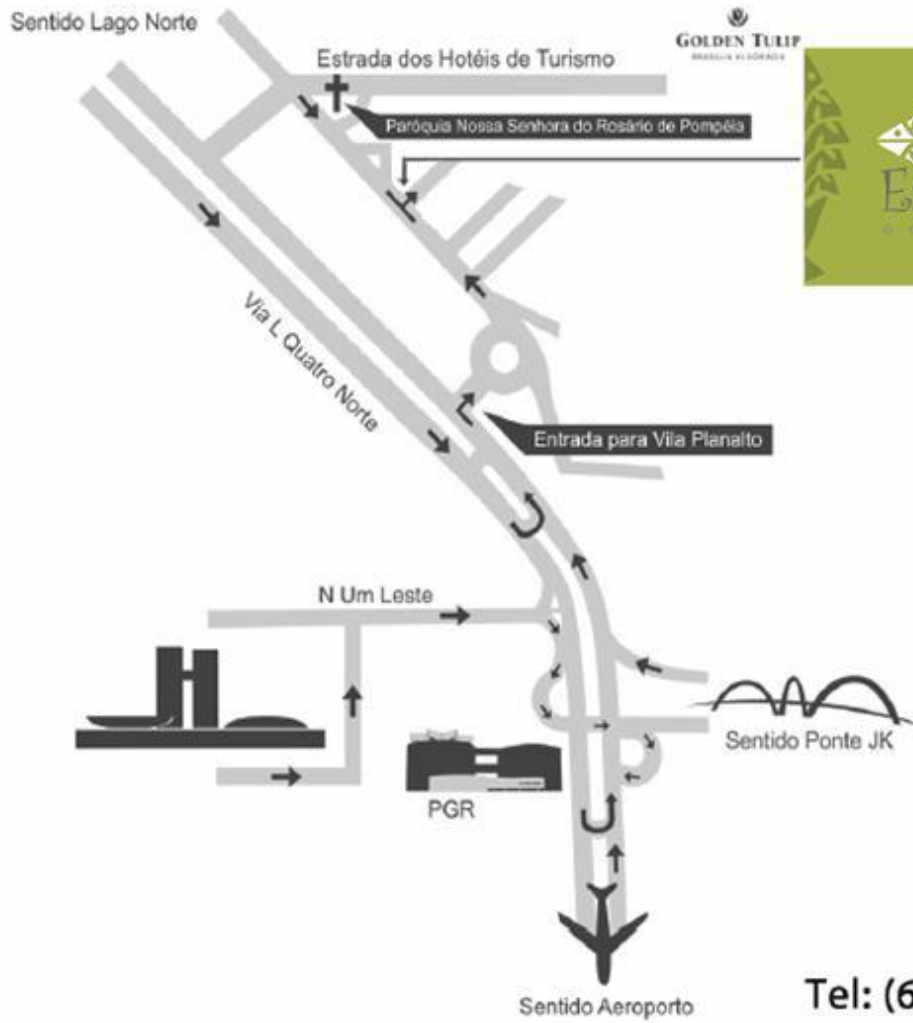 Sentido Lago Norte
GOLDEN TULIP
Estrada dos Hotéis de Turismo
Paróquia Nossa Senhora do Rosário de Pompéia
E
Via L Quatro Norte
Entrada para Vila Planalto
N Um Leste
Sentido Ponte JK
PGR
Sentido Aeroporto
Tel: (6